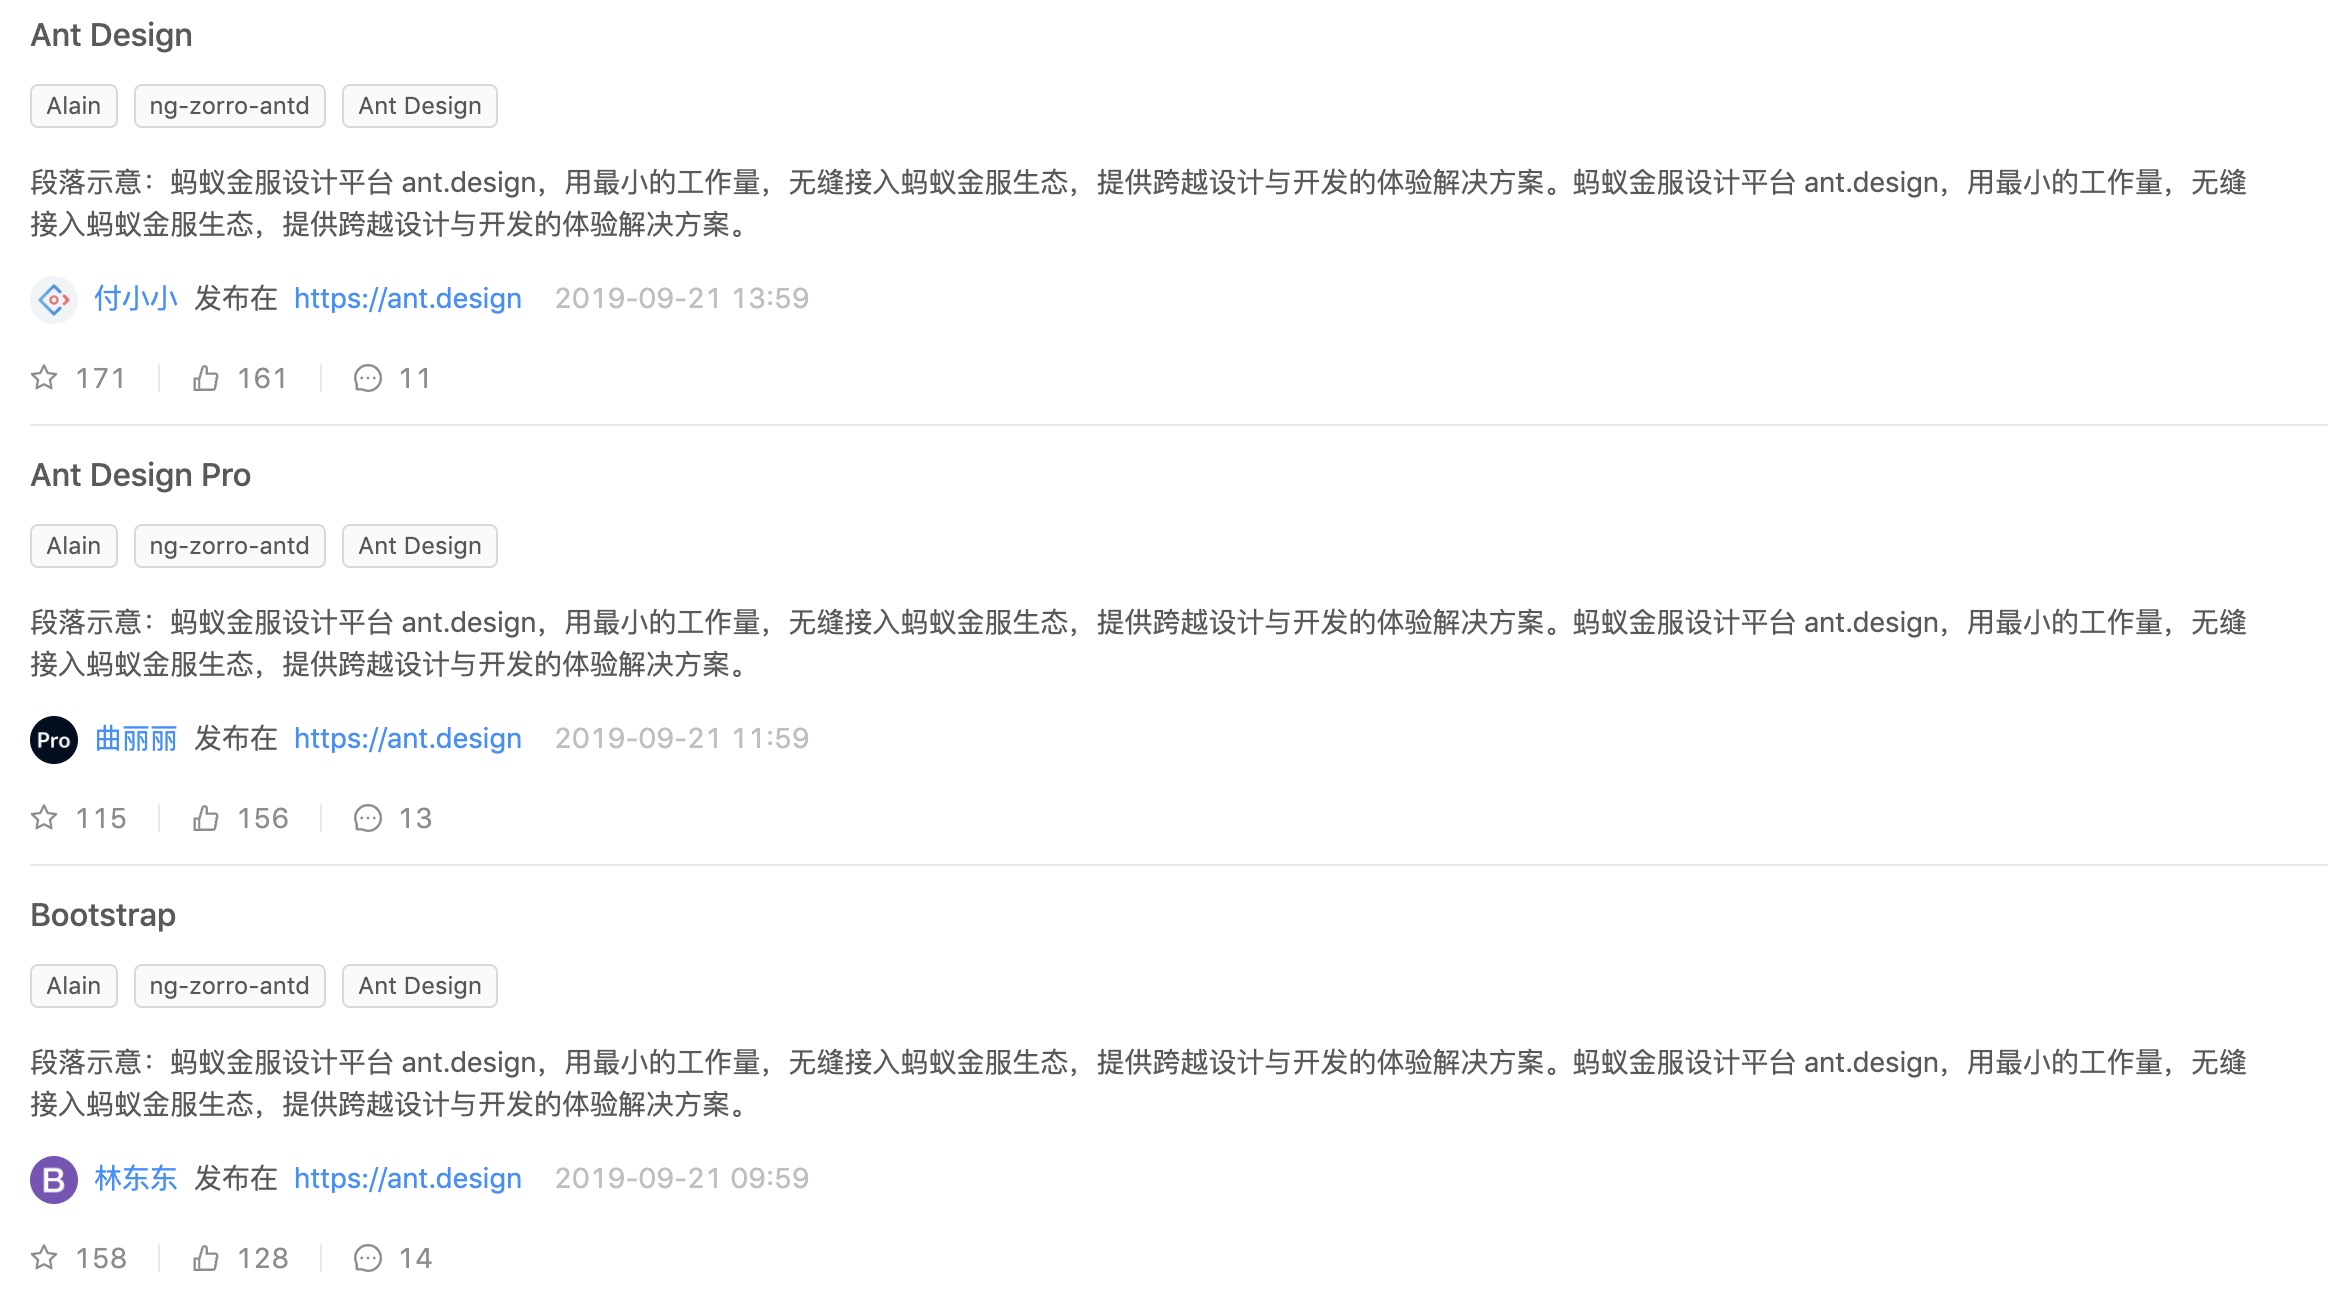 Ant Design
Alain ng-zorro-antd Ant Design
段落示意：蚂蚁金服设计平台 ant.design，用最小的工作量，无缝接入蚂蚁金服生态，提供跨越设计与开发的体验解决方案。蚂蚁金服设计平台 ant.design，用最小的工作量，无缝
接入蚂蚁金服生态，提供跨越设计与开发的体验解决方案。
付小小 发布在 https://ant.design 2019-09-21 13:59
171 161 11
Ant Design Pro
Alain ng-zorro-antd Ant Design
段落示意：蚂蚁金服设计平台 ant.design，用最小的工作量，无缝接入蚂蚁金服生态，提供跨越设计与开发的体验解决方案。蚂蚁金服设计平台 ant.design，用最小的工作量，无缝
接入蚂蚁金服生态，提供跨越设计与开发的体验解决方案。
Pro 曲丽丽 发布在 https://ant.design 2019-09-21 11:59
115 156 13
Bootstrap
Alain ng-zorro-antd Ant Design
段落示意：蚂蚁金服设计平台 ant.design，用最小的工作量，无缝接入蚂蚁金服生态，提供跨越设计与开发的体验解决方案。蚂蚁金服设计平台 ant.design，用最小的工作量，无缝
接入蚂蚁金服生态，提供跨越设计与开发的体验解决方案。
B 林东东 发布在 https://ant.design 2019-09-21 09:59
158 128 14